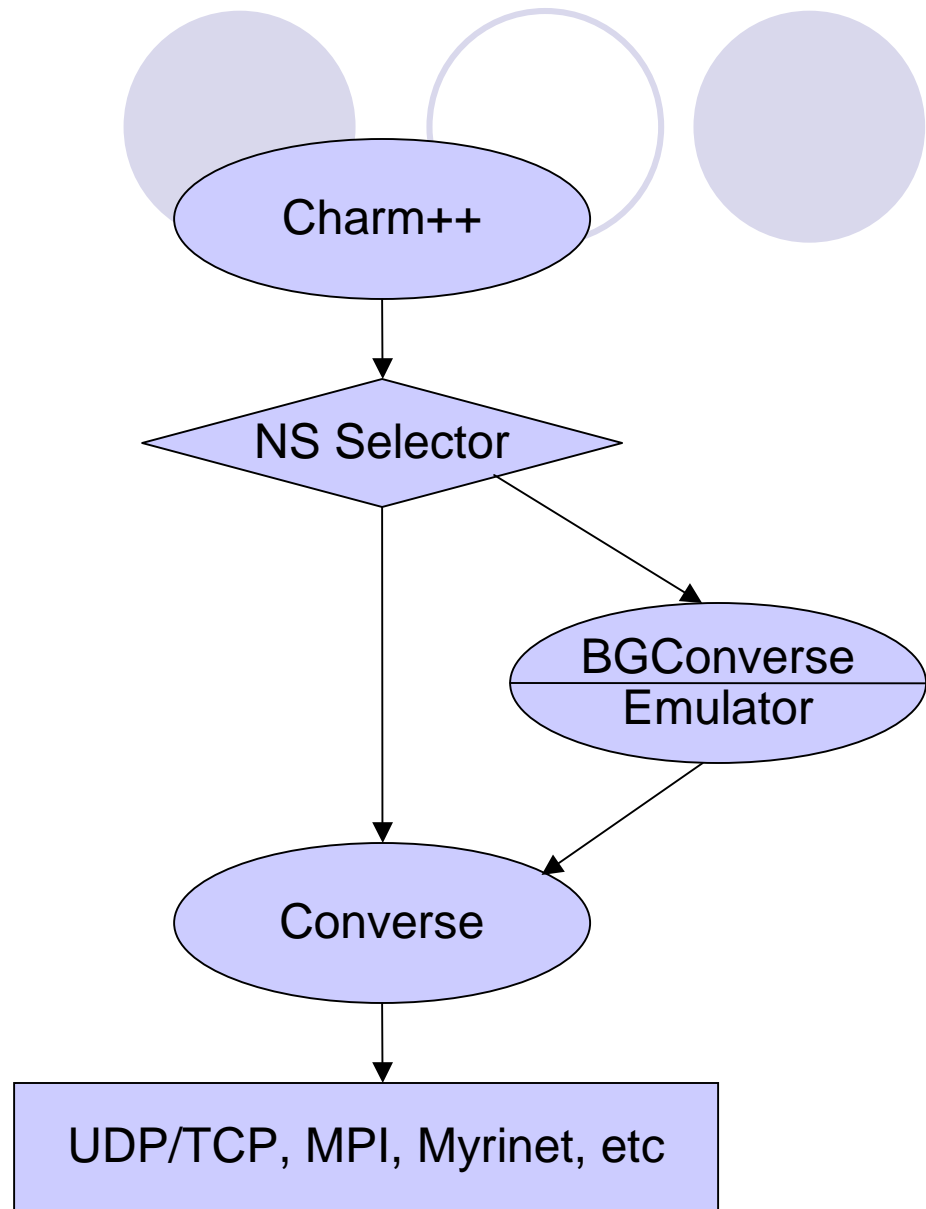 Charm++
NS Selector
BGConverse
Emulator
Converse
UDP/TCP, MPI, Myrinet, etc